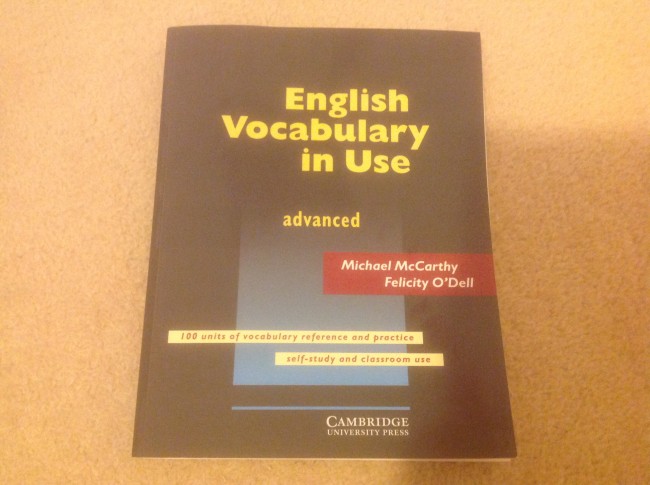 English
Vocabulary
in Use
advanced
Michael McCarthy
Felicity O'Dell
100 units of vocabulary reference and practice
self-study and classroom use
CAMBRIDGE
UNIVERSITY PRESS